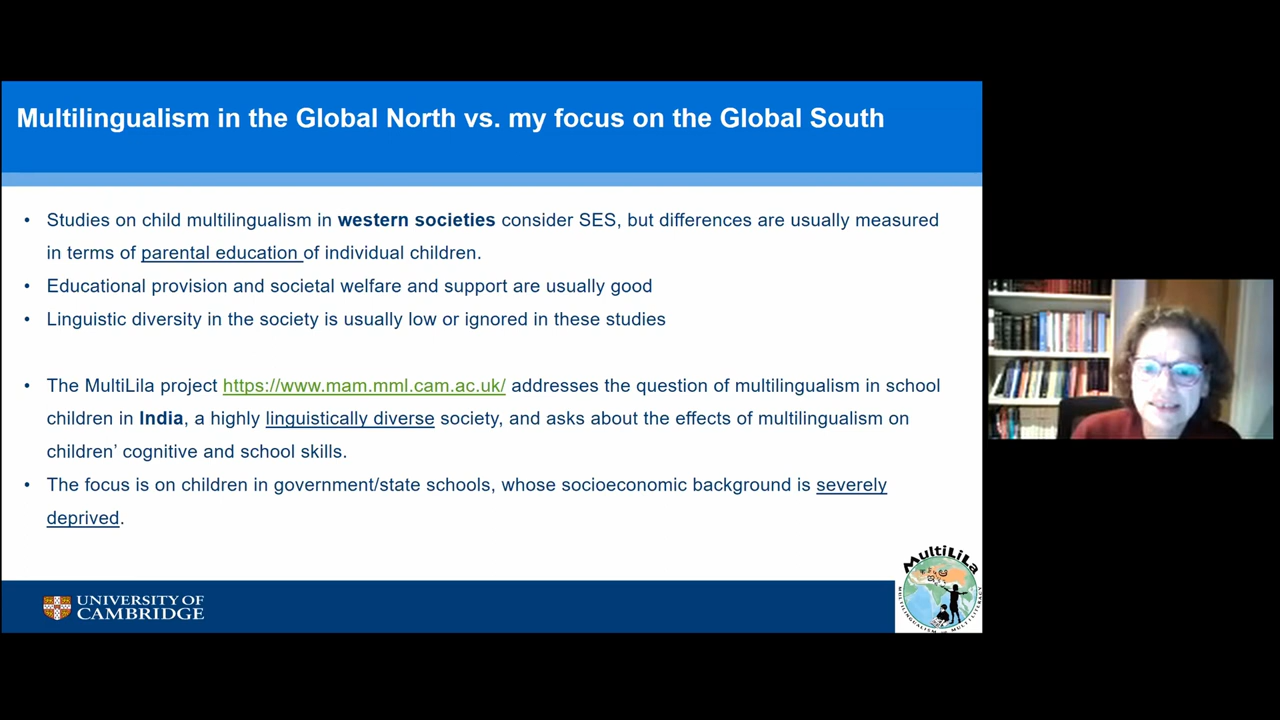 Multilingualism in the Global North vs. my focus on the Global South
• Studies on child multilingualism in western societies consider SES, but differences are usually measured
in terms of parental education of individual children.
• Educational provision and societal welfare and support are usually good
• Linguistic diversity in the society is usually low or ignored in these studies
• The MultiLila project https://www.mam.mml.cam.ac.uk/ addresses the question of multilingualism in school
children in India, a highly linguistically diverse society, and asks about the effects of multilingualism on
children’ cognitive and school skills.
• The focus is on children in government/state schools, whose socioeconomic background is severely
deprived.
UNIVERSITY OF
CAMBRIDGE
MultiLiLa
MULTILINGUALISM MULTI LITERACY